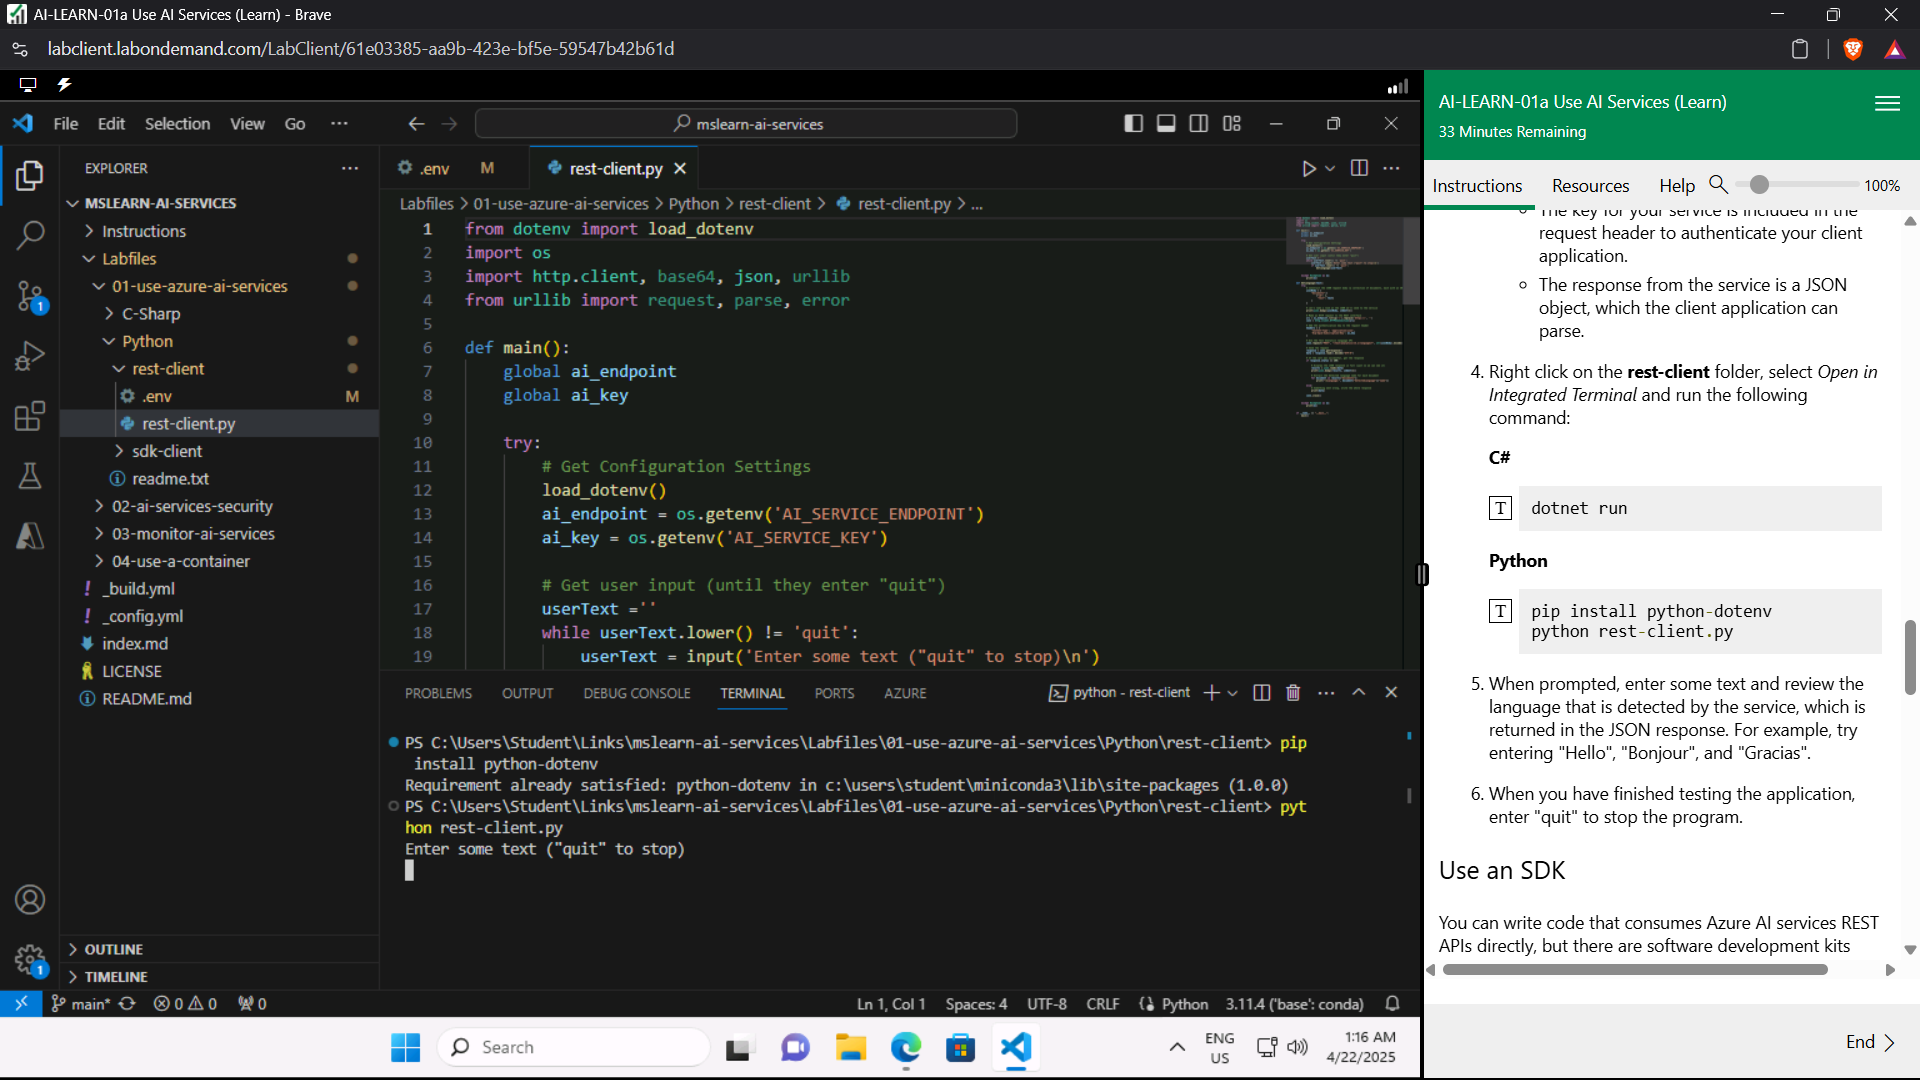 AI-LEARN-01a Use AI Services (Learn) - Brave
labclient.labondemand.com/LabClient/61e03385-aa9b-423e-bf5e-59547b42b61d
File Edit Selection View Go ···
mslearn-ai-services
EXPLORER
MSLEARN-AI-SERVICES
Instructions
Labfiles
01-use-azure-ai-services
C-Sharp
Python
rest-client
.env M
rest-client.py
sdk-client
readme.txt
02-ai-services-security
03-monitor-ai-services
04-use-a-container
_build.yml
_config.yml
index.md
LICENSE
README.md
OUTLINE
TIMELINE
1
1
.env M
rest-client.py
Labfiles > 01-use-azure-ai-services > Python > rest-client > rest-client.py > ...
1 from dotenv import load_dotenv
2 import os
3 import http.client, base64, json, urllib
4 from urllib import request, parse, error
5
6 def main():
7 global ai_endpoint
8 global ai_key
9
10 try:
11 # Get Configuration Settings
12 load_dotenv()
13 ai_endpoint = os.getenv('AI_SERVICE_ENDPOINT')
14 ai_key = os.getenv('AI_SERVICE_KEY')
15
16 # Get user input (until they enter "quit")
17 userText =''
18 while userText.lower() != 'quit':
19 userText = input('Enter some text ("quit" to stop)\n')
PROBLEMS OUTPUT DEBUG CONSOLE TERMINAL PORTS AZURE
python - rest-client
PS C:\Users\Student\Links\mslearn-ai-services\Labfiles\01-use-azure-ai-services\Python\rest-client> pip
install python-dotenv
Requirement already satisfied: python-dotenv in c:\users\student\miniconda3\lib\site-packages (1.0.0)
PS C:\Users\Student\Links\mslearn-ai-services\Labfiles\01-use-azure-ai-services\Python\rest-client> pyt
hon rest-client.py
Enter some text ("quit" to stop)
main* 0 0 0
Ln 1, Col 1 Spaces: 4 UTF-8 CRLF Python 3.11.4 ('base': conda)
Search
ENG
US
1:16 AM
4/22/2025
AI-LEARN-01a Use AI Services (Learn)
33 Minutes Remaining
Instructions Resources Help 100%
The key for your service is included in the
request header to authenticate your client
application.
The response from the service is a JSON
object, which the client application can
parse.
4. Right click on the rest-client folder, select Open in
Integrated Terminal and run the following
command:
C#
T dotnet run
Python
T pip install python-dotenv
python rest-client.py
5. When prompted, enter some text and review the
language that is detected by the service, which is
returned in the JSON response. For example, try
entering "Hello", "Bonjour", and "Gracias".
6. When you have finished testing the application,
enter "quit" to stop the program.
Use an SDK
You can write code that consumes Azure AI services REST
APIs directly, but there are software development kits
End